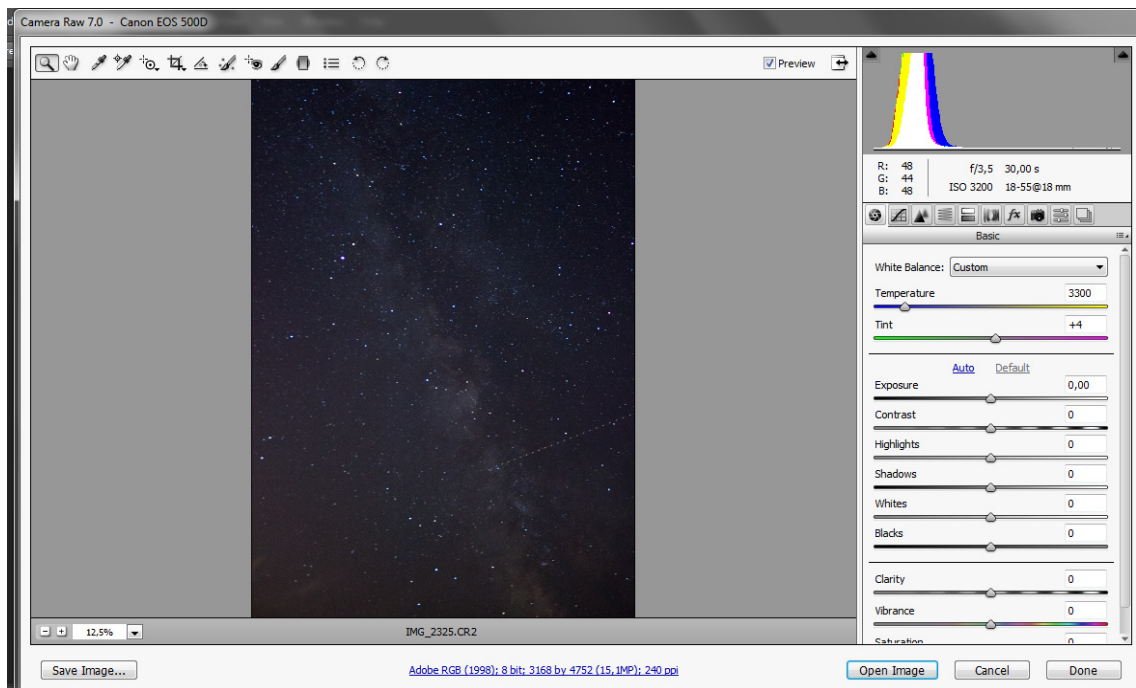 Camera Raw 7.0 - Canon EOS 500D
Preview
R: 48
G: 44
B: 48
f/3,5 30,00 s
ISO 3200 18-55@18 mm
fx
Basic
White Balance: Custom
Temperature 3300
Tint +4
Auto Default
Exposure 0,00
Contrast 0
Highlights 0
Shadows 0
Whites 0
Blacks 0
Clarity 0
Vibrance 0
Saturation 0
12,5%
IMG_2325.CR2
Save Image...
Adobe RGB (1998); 8 bit; 3168 by 4752 (15,1MP); 240 ppi
Open Image
Cancel
Done